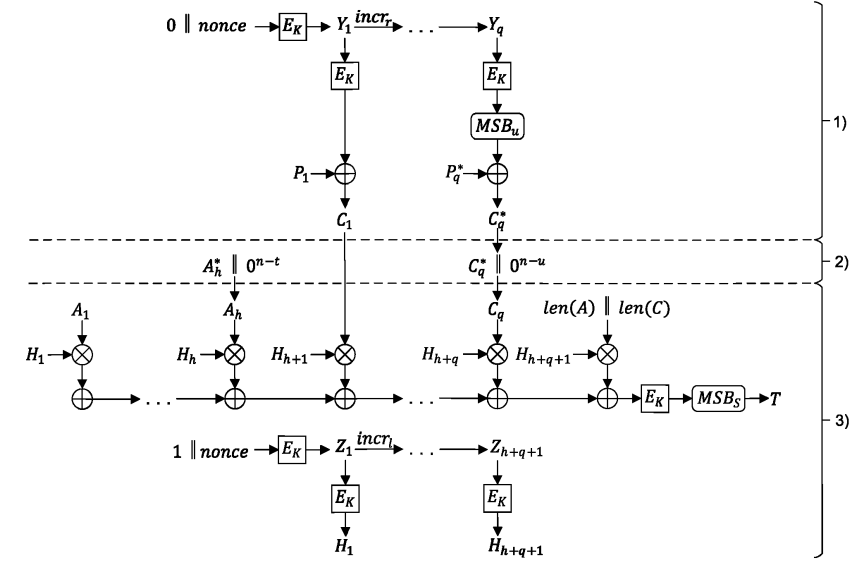 0 ∥ nonce E_K Y_1 incr_r ... Y_q
E_K E_K
MSB_u
1)
P_1 P_q^*
C_1 C_q^*
A_h^* ∥ 0^{n-t} C_q^* ∥ 0^{n-u} 2)
A_1 A_h C_q len(A) ∥ len(C)
H_1 H_h H_{h+1} H_{h+q} H_{h+q+1}
... ... E_K MSB_S T
3)
1 ∥ nonce E_K Z_1 incr_l ... Z_{h+q+1}
E_K E_K
H_1 H_{h+q+1}